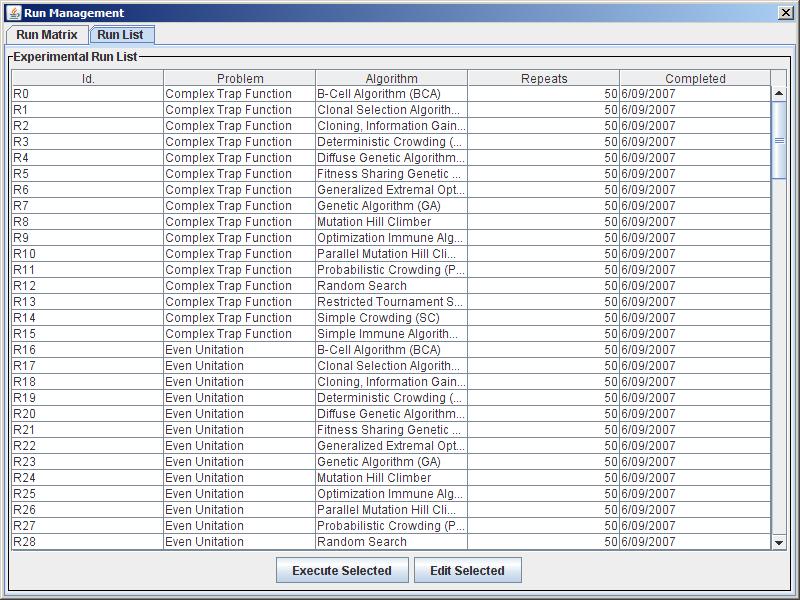 Run Management
Run Matrix Run List
Experimental Run List
Id. Problem Algorithm Repeats Completed
R0 Complex Trap Function B-Cell Algorithm (BCA) 50 6/09/2007
R1 Complex Trap Function Clonal Selection Algorith... 50 6/09/2007
R2 Complex Trap Function Cloning, Information Gain... 50 6/09/2007
R3 Complex Trap Function Deterministic Crowding (... 50 6/09/2007
R4 Complex Trap Function Diffuse Genetic Algorithm... 50 6/09/2007
R5 Complex Trap Function Fitness Sharing Genetic ... 50 6/09/2007
R6 Complex Trap Function Generalized Extremal Opt... 50 6/09/2007
R7 Complex Trap Function Genetic Algorithm (GA) 50 6/09/2007
R8 Complex Trap Function Mutation Hill Climber 50 6/09/2007
R9 Complex Trap Function Optimization Immune Alg... 50 6/09/2007
R10 Complex Trap Function Parallel Mutation Hill Cli... 50 6/09/2007
R11 Complex Trap Function Probabilistic Crowding (P... 50 6/09/2007
R12 Complex Trap Function Random Search 50 6/09/2007
R13 Complex Trap Function Restricted Tournament S... 50 6/09/2007
R14 Complex Trap Function Simple Crowding (SC) 50 6/09/2007
R15 Complex Trap Function Simple Immune Algorith... 50 6/09/2007
R16 Even Unitation B-Cell Algorithm (BCA) 50 6/09/2007
R17 Even Unitation Clonal Selection Algorith... 50 6/09/2007
R18 Even Unitation Cloning, Information Gain... 50 6/09/2007
R19 Even Unitation Deterministic Crowding (... 50 6/09/2007
R20 Even Unitation Diffuse Genetic Algorithm... 50 6/09/2007
R21 Even Unitation Fitness Sharing Genetic ... 50 6/09/2007
R22 Even Unitation Generalized Extremal Opt... 50 6/09/2007
R23 Even Unitation Genetic Algorithm (GA) 50 6/09/2007
R24 Even Unitation Mutation Hill Climber 50 6/09/2007
R25 Even Unitation Optimization Immune Alg... 50 6/09/2007
R26 Even Unitation Parallel Mutation Hill Cli... 50 6/09/2007
R27 Even Unitation Probabilistic Crowding (P... 50 6/09/2007
R28 Even Unitation Random Search 50 6/09/2007
Execute Selected Edit Selected